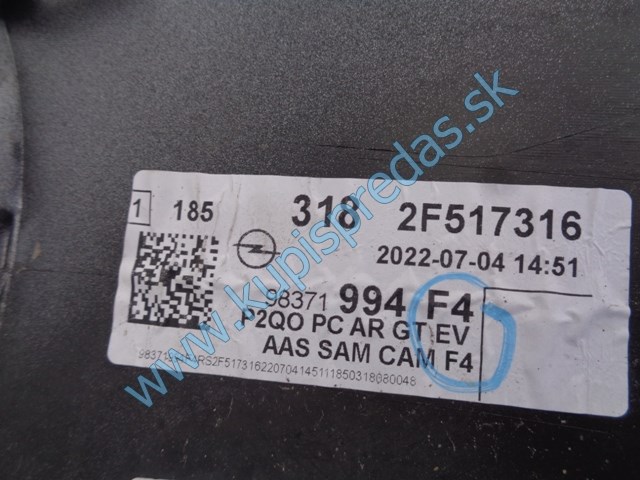 1 185 318 2F517316
2022-07-04 14:51
98371 994 F4
P2QO PC AR GT EV
AAS SAM CAM F4
www.kupispredas.sk